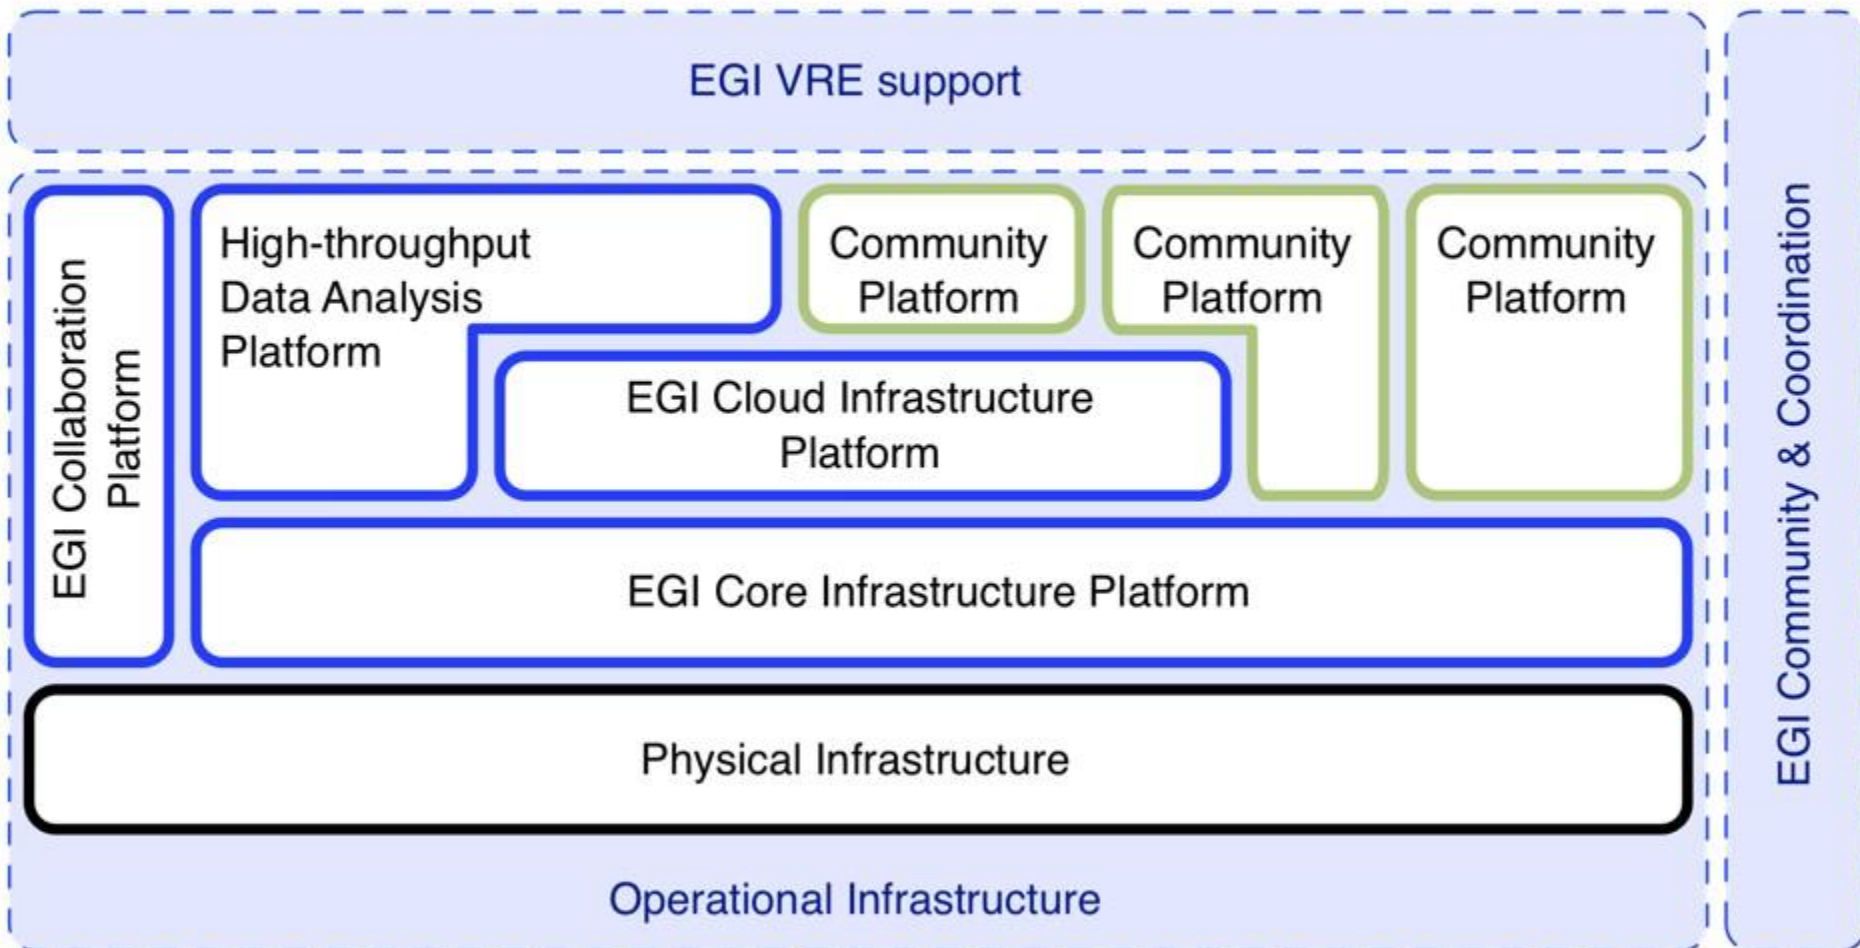 EGI VRE support
EGI Collaboration
Platform
High-throughput
Data Analysis
Platform
Community
Platform
Community
Platform
Community
Platform
EGI Cloud Infrastructure
Platform
EGI Core Infrastructure Platform
Physical Infrastructure
Operational Infrastructure
EGI Community & Coordination